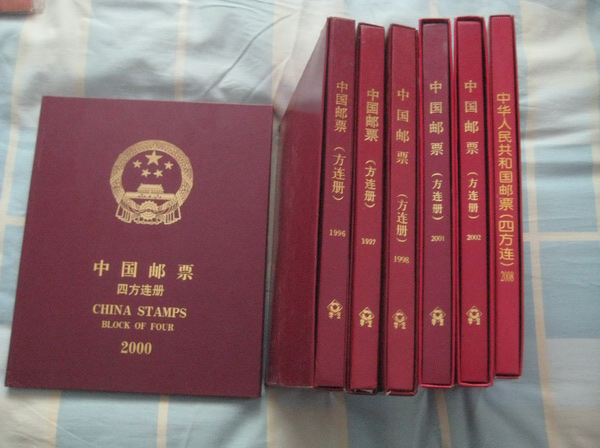 中国邮票
四方连册
CHINA STAMPS
BLOCK OF FOUR
2000
中国邮票(方连册)
1996
中国邮票(方连册)
1997
中国邮票(方连册)
1998
中国邮票(方连册)
2001
中国邮票(方连册)
2002
中华人民共和国邮票(四方连)
2008